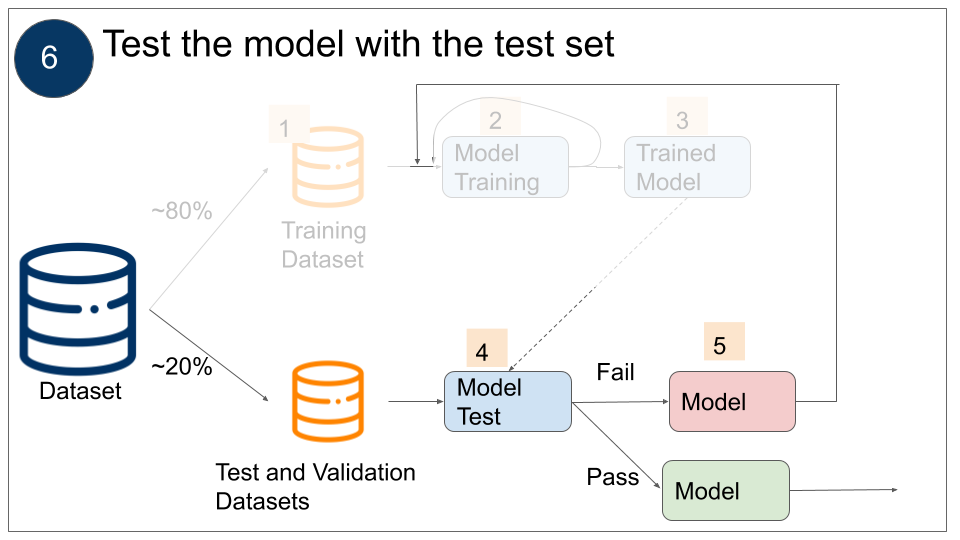 6
Test the model with the test set
1
2
3
Model
Training
Trained
Model
~80%
Training
Dataset
Dataset
~20%
4
5
Model
Test
Fail
Model
Pass
Model
Test and Validation
Datasets